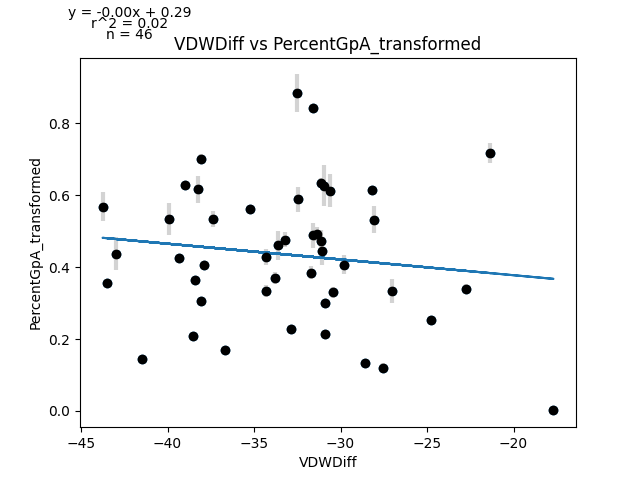 y = -0.00x + 0.29
r^2 = 0.02
n = 46
VDWDiff vs PercentGpA_transformed
PercentGpA_transformed
0.8
0.6
0.4
0.2
0.0
−45
−40
−35
−30
−25
−20
VDWDiff